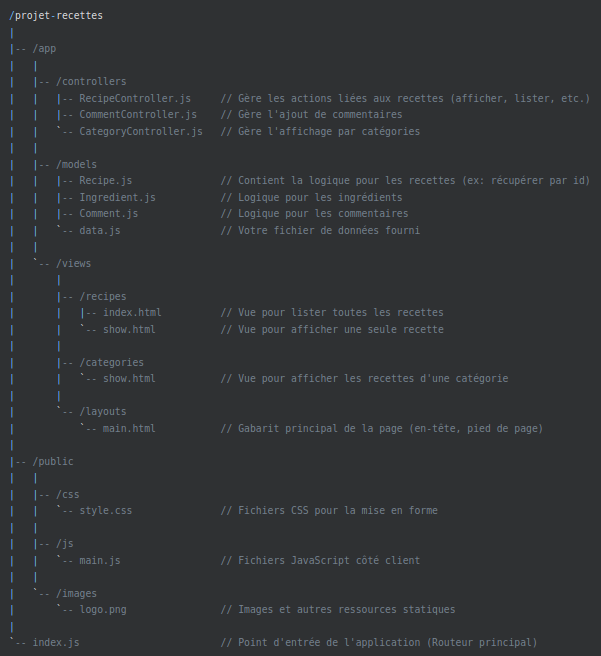 /projet-recettes
|
|-- /app
|   |
|   |-- /controllers
|   |   |-- RecipeController.js     // Gère les actions liées aux recettes (afficher, lister, etc.)
|   |   |-- CommentController.js    // Gère l'ajout de commentaires
|   |   `-- CategoryController.js   // Gère l'affichage par catégories
|   |
|   |-- /models
|   |   |-- Recipe.js               // Contient la logique pour les recettes (ex: récupérer par id)
|   |   |-- Ingredient.js           // Logique pour les ingrédients
|   |   |-- Comment.js              // Logique pour les commentaires
|   |   `-- data.js                 // Votre fichier de données fourni
|   |
|   `-- /views
|       |
|       |-- /recipes
|       |   |-- index.html          // Vue pour lister toutes les recettes
|       |   `-- show.html           // Vue pour afficher une seule recette
|       |
|       |-- /categories
|       |   `-- show.html           // Vue pour afficher les recettes d'une catégorie
|       |
|       `-- /layouts
|           `-- main.html           // Gabarit principal de la page (en-tête, pied de page)
|
|-- /public
|   |
|   |-- /css
|   |   `-- style.css               // Fichiers CSS pour la mise en forme
|   |
|   |-- /js
|   |   `-- main.js                 // Fichiers JavaScript côté client
|   |
|   `-- /images
|       `-- logo.png                // Images et autres ressources statiques
|
`-- index.js                        // Point d'entrée de l'application (Routeur principal)